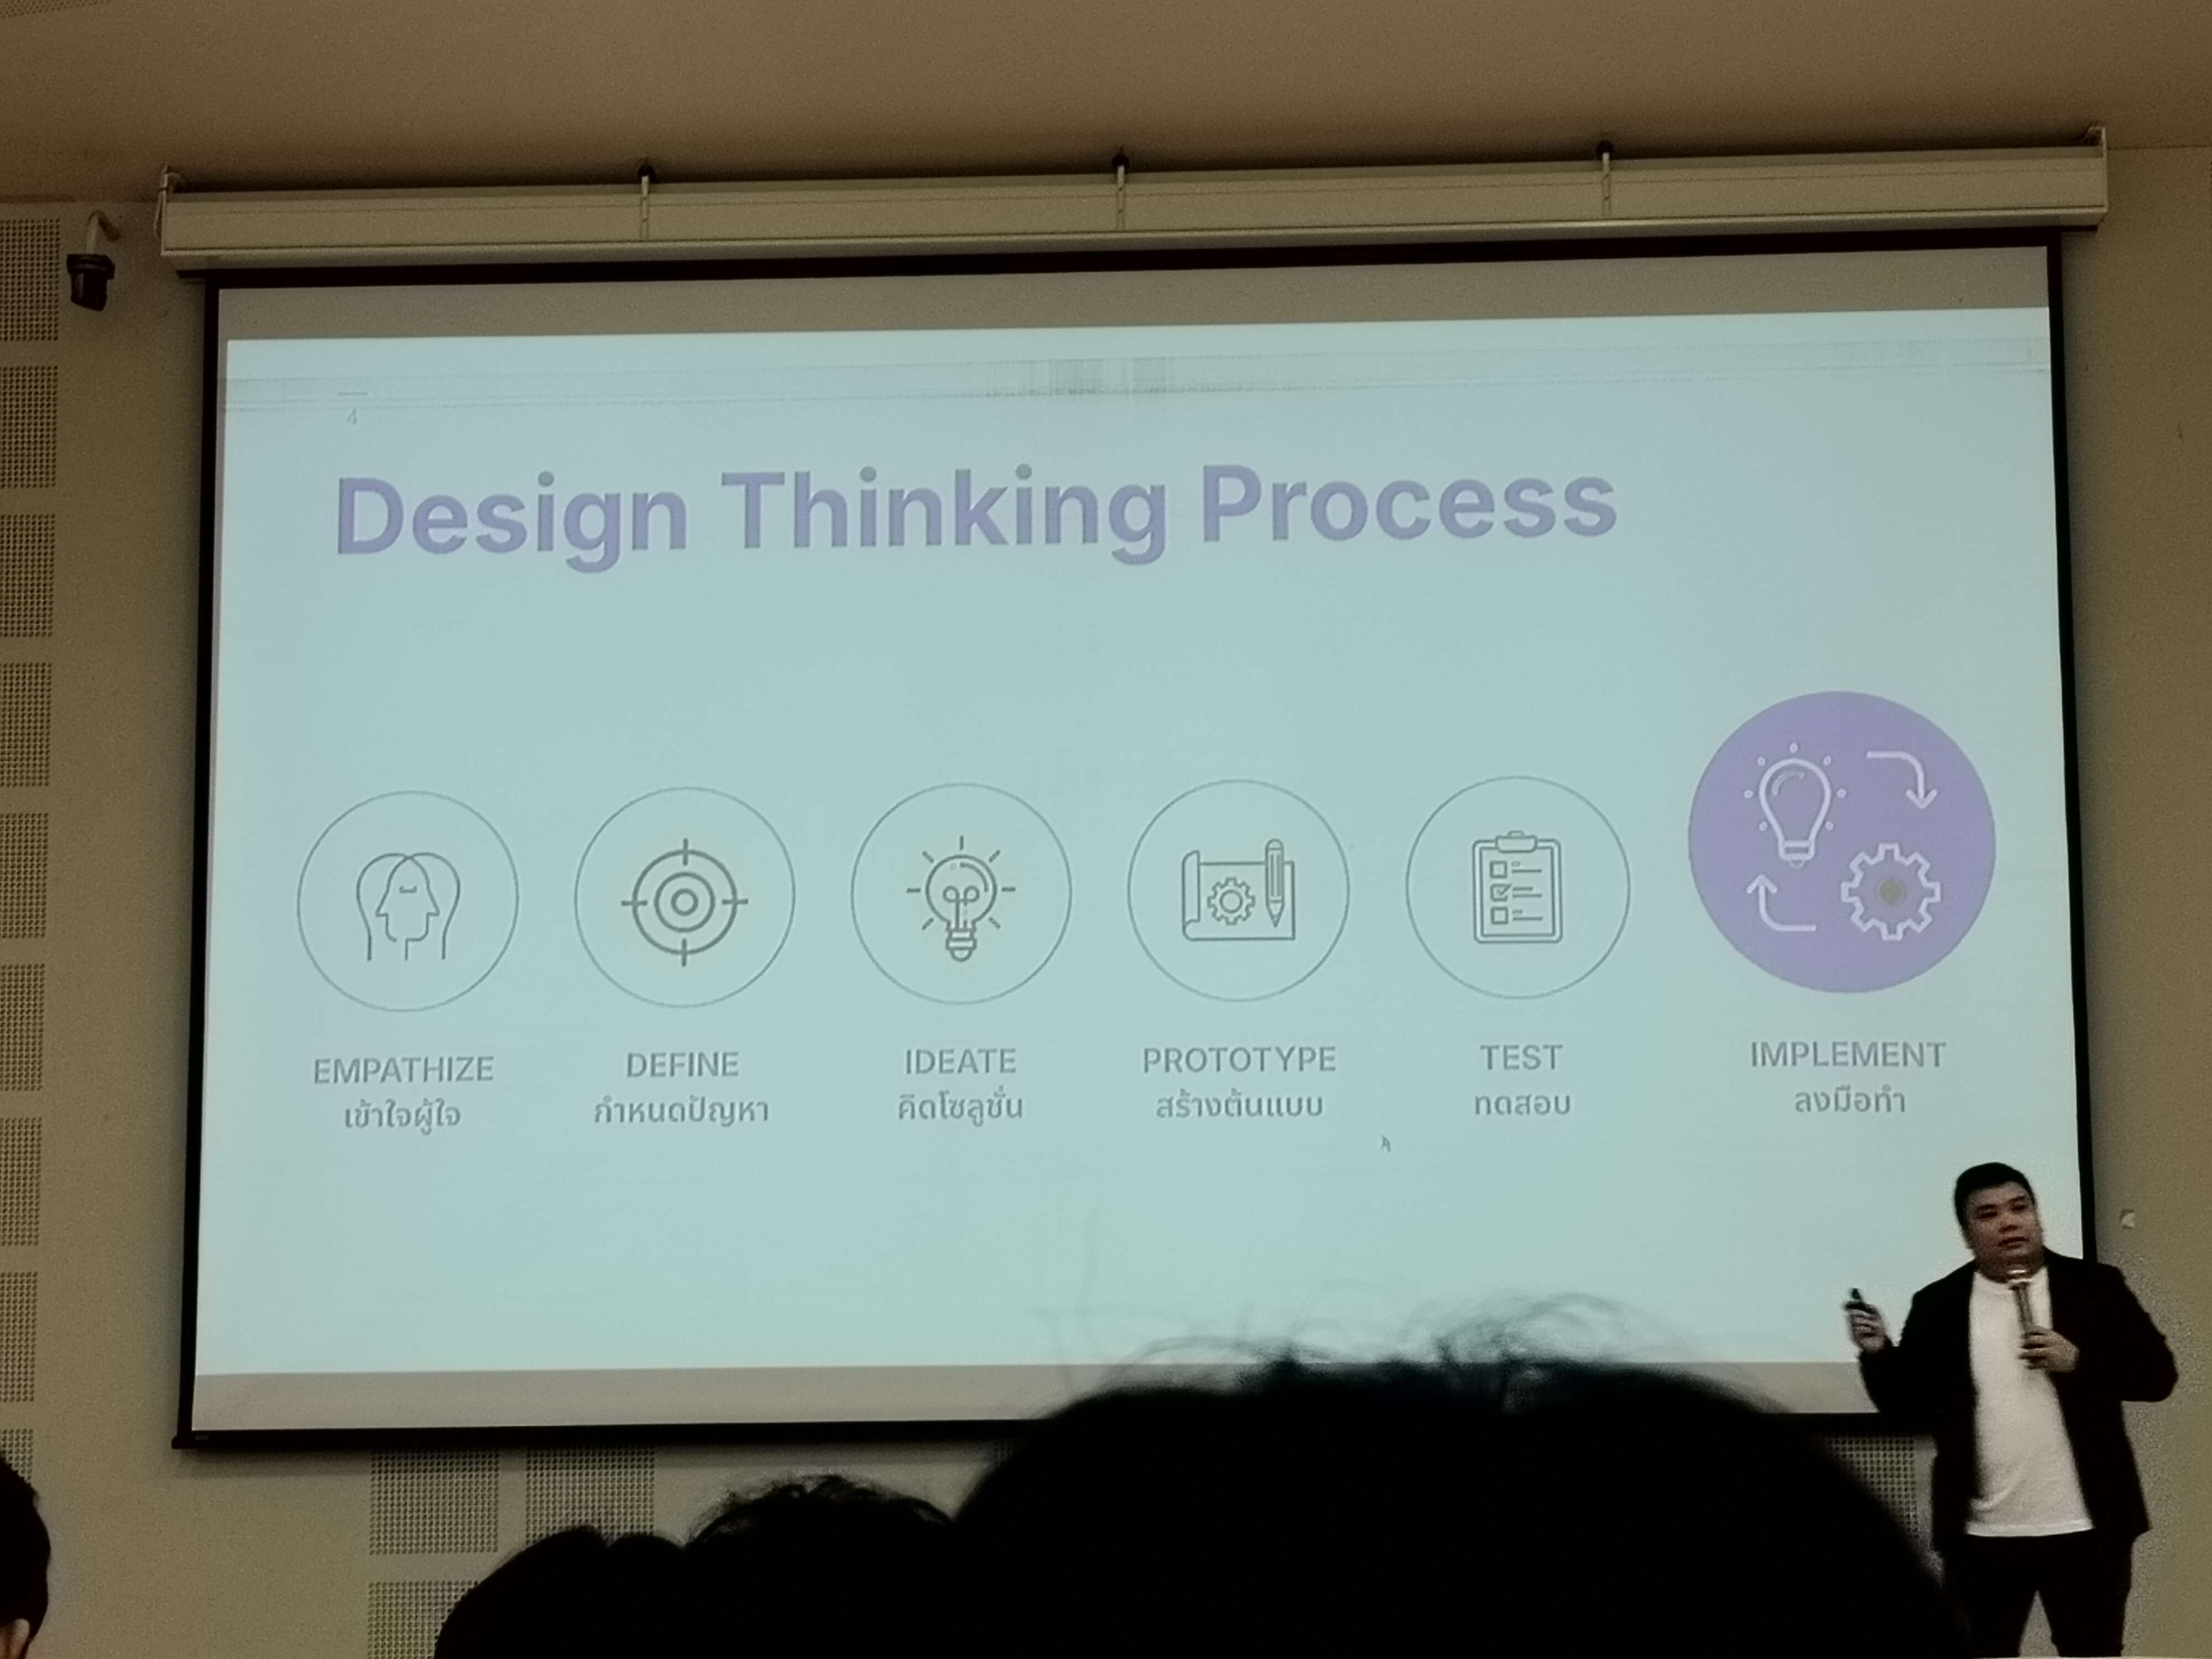 4
Design Thinking Process
EMPATHIZE
เข้าใจผู้ใจ
DEFINE
กำหนดปัญหา
IDEATE
คิดโซลูชั่น
PROTOTYPE
สร้างต้นแบบ
TEST
ทดสอบ
IMPLEMENT
ลงมือทำ